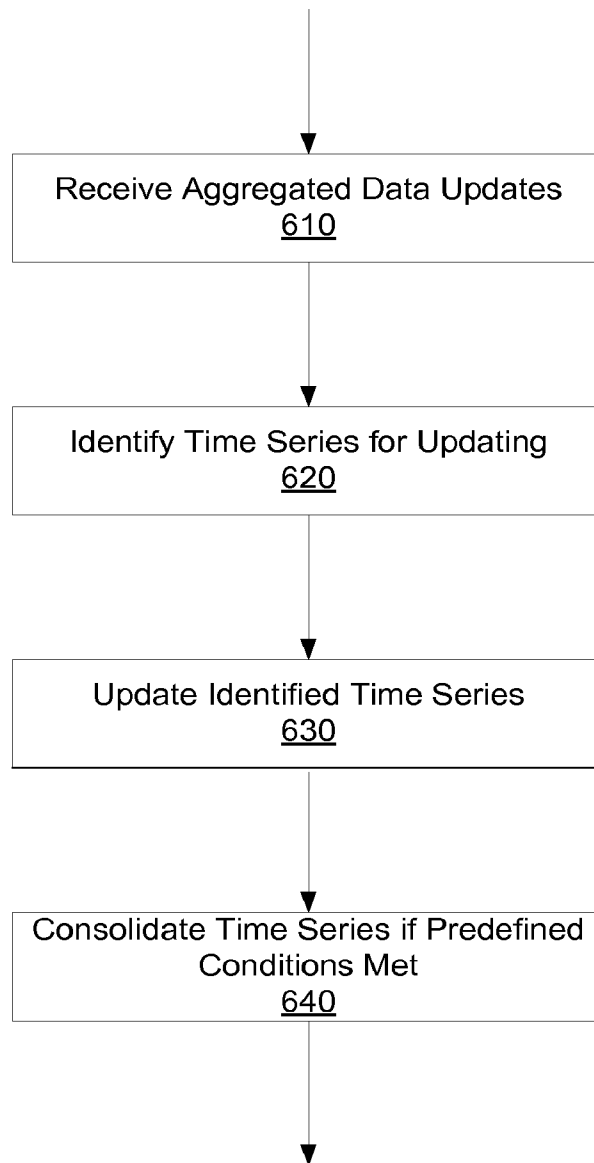 Receive Aggregated Data Updates
610
Identify Time Series for Updating
620
Update Identified Time Series
630
Consolidate Time Series if Predefined
Conditions Met
640